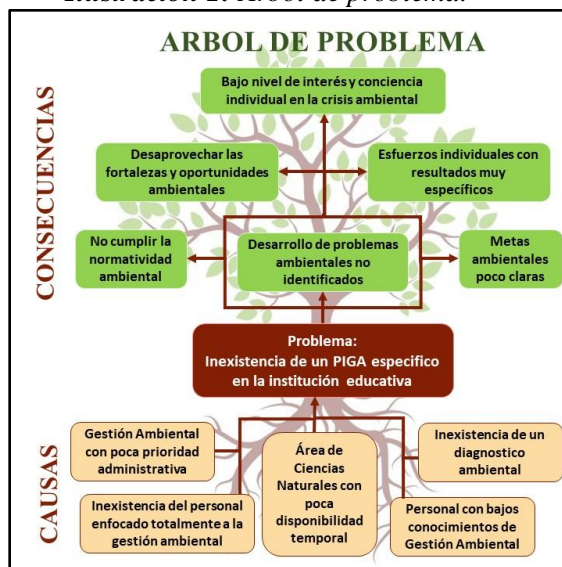 Ilustración 1: Árbol de problema.
ARBOL DE PROBLEMA
CONSECUENCIAS
Bajo nivel de interés y conciencia
individual en la crisis ambiental
Desaprovechar las
fortalezas y oportunidades
ambientales
Esfuerzos individuales con
resultados muy
específicos
No cumplir la
normatividad
ambiental
Desarrollo de problemas
ambientales no
identificados
Metas
ambientales
poco claras
Problema:
Inexistencia de un PIGA especifico
en la institución educativa
CAUSAS
Gestión Ambiental
con poca prioridad
administrativa
Área de
Ciencias
Naturales con
poca
disponibilidad
temporal
Inexistencia de un
diagnostico
ambiental
Inexistencia del personal
enfocado totalmente a la
gestión ambiental
Personal con bajos
conocimientos de
Gestión Ambiental